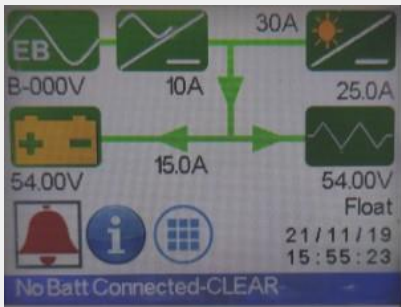 30A
EB
B-000V
10A
25.0A
15.0A
54.00V
54.00V
Float
21/11/19
15:55:23
No Batt Connected-CLEAR